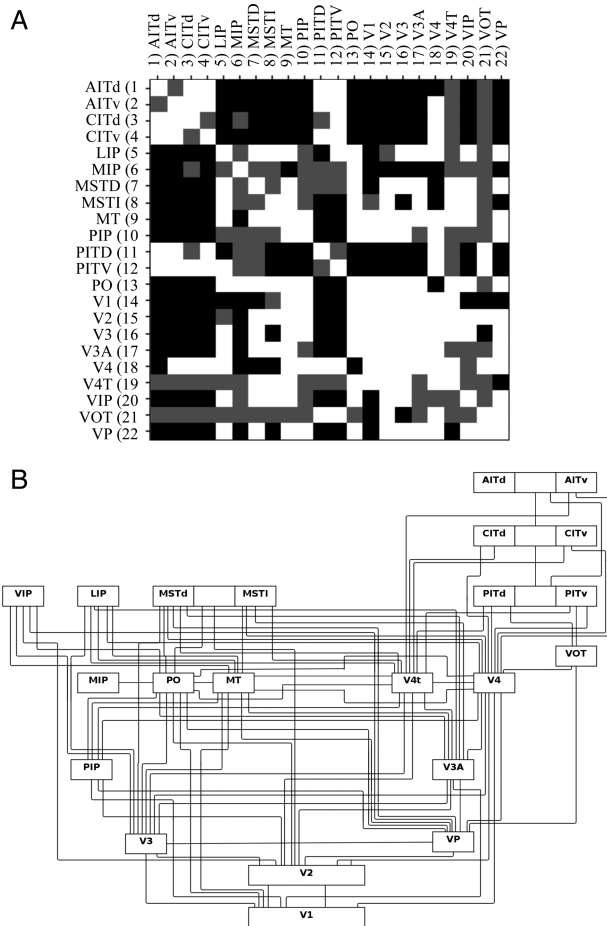 A
1) AITd
2) AITv
3) CITd
4) CITv
5) LIP
6) MIP
7) MSTD
8) MSTI
9) MT
10) PIP
11) PITD
12) PITV
13) PO
14) V1
15) V2
16) V3
17) V3A
18) V4
19) V4T
20) VIP
21) VOT
22) VP
AITd (1
AITv (2
CITd (3
CITv (4
LIP (5
MIP (6
MSTD (7
MSTI (8
MT (9
PIP (10
PITD (11
PITV (12
PO (13
V1 (14
V2 (15
V3 (16
V3A (17
V4 (18
V4T (19
VIP (20
VOT (21
VP (22
B
AITd AITv
CITd CITv
VIP LIP MSTd MSTI PITd PITv
VOT
MIP PO MT V4t V4
PIP V3A
V3 VP
V2
V1